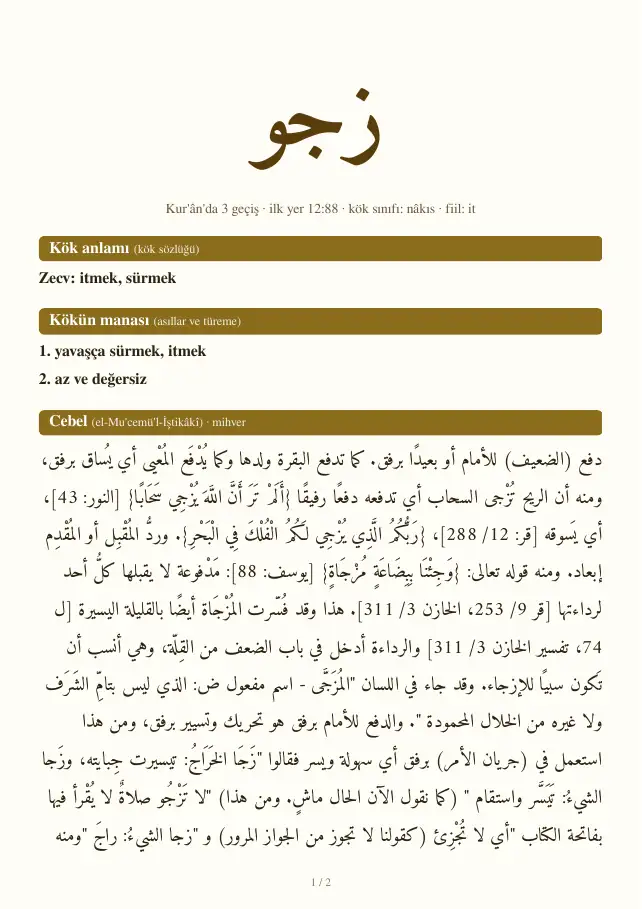 زجو
Kur'ân'da 3 geçiş · ilk yer 12:88 · kök sınıfı: nâkıs · fiil: it
Kök anlamı (kök sözlüğü)
Zecv: itmek, sürmek
Kökün manası (asıllar ve türeme)
1. yavaşça sürmek, itmek
2. az ve değersiz
Cebel (el-Mu'cemü'l-İştikâkî) · mihver
دفع (الضعيف) للأمام أو بعيدًا برفق. كما تدفع البقرة ولدها وكما يُدْفَع المُعْيِى أي يُساق برفق،
ومنه أن الريح تُزْجى السحاب أي تدفعه دفعًا رفيقًا {أَلَمْ تَرَ أَنَّ اللَّهَ يُزْجِي سَحَابًا} [النور: 43]،
أي يَسوقه [قر: 12/ 288]، {رَبُّكُمُ الَّذِي يُزْجِي لَكُمُ الْفُلْكَ فِي الْبَحْرِ}. وردُّ المُقْبِل أو المُقْدِم
إبعاد. ومنه قوله تعالى: {وَجِئْنَا بِبِضَاعَةٍ مُزْجَاةٍ} [يوسف: 88]: مَدْفوعة لا يقبلها كلُّ أحد
لرداءتها [قر 9/ 253، الخازن 3/ 311]. هذا وقد فُسّرت المُزْجَاة أيضًا بالقليلة اليسيرة [ل
74، تفسير الخازن 3/ 311] والرداءة أدخل في باب الضعف من القِلّة، وهي أنسب أن
تَكون سببًا للإزجاء. وقد جاء في اللسان "المُزَجَّى - اسم مفعول ض: الذي ليس بتامِّ الشَرَف
ولا غيره من الخلال المحمودة ". والدفع للأمام برفق هو تحريك وتسيير برفق، ومن هذا
استعمل في (جريان الأمر) برفق أي سهولة ويسر فقالوا "زَجَا الخَرَاجُ: تيسيرت جِبايته، وزَجا
الشيءُ: تَيَسَّر واستقام " (كما نقول الآن الحال ماشٍ. ومن هذا) "لا تَزْجُو صلاةٌ لا يُقْرأ فيها
بفاتحة الكتاب "أي لا تُجْزِئ (كقولنا لا تجوز من الجواز المرور) و "زجا الشيءُ: راجَ "ومنه
1 / 2